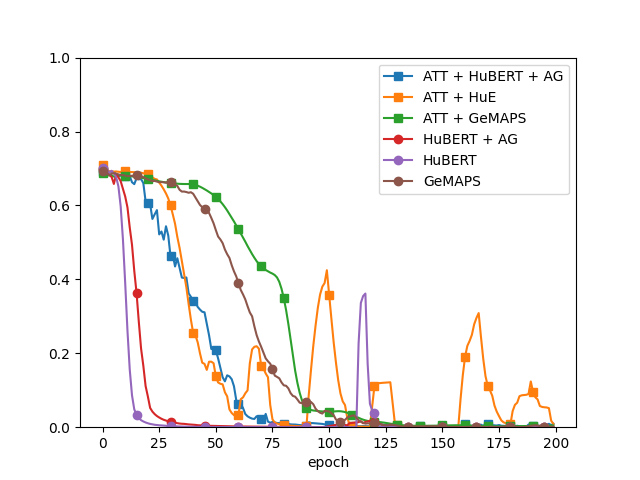 1.0
0.8
0.6
0.4
0.2
0.0
0 25 50 75 100 125 150 175 200
epoch
ATT + HuBERT + AG
ATT + HuE
ATT + GeMAPS
HuBERT + AG
HuBERT
GeMAPS